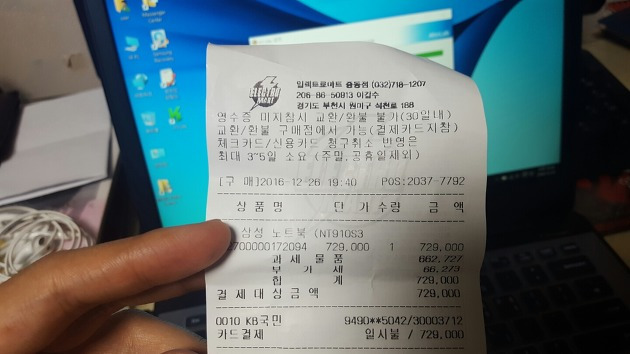 ELECTRO
MART
일렉트로마트 중동점 (032)718-1207
206-86-50913 이갑수
경기도 부천시 원미구 석천로 188
영수증 미지참시 교환/환불 불가(30일내)
교환/환불 구매점에서 가능(결제카드지참)
체크카드/신용카드 청구취소 반영은
최대 3~5일 소요 (주말,공휴일제외)
[구 매]2016-12-26 19:40 POS:2037-7792
상품명 단가 수량 금액
삼성 노트북 (NT910S3
700000172094 729,000 1 729,000
과세 물품 662,727
부가세 66,273
합 계 729,000
결제대상금액 729,000
0010 KB국민 9490**5042/30003712
카드결제 일시불 / 729,000